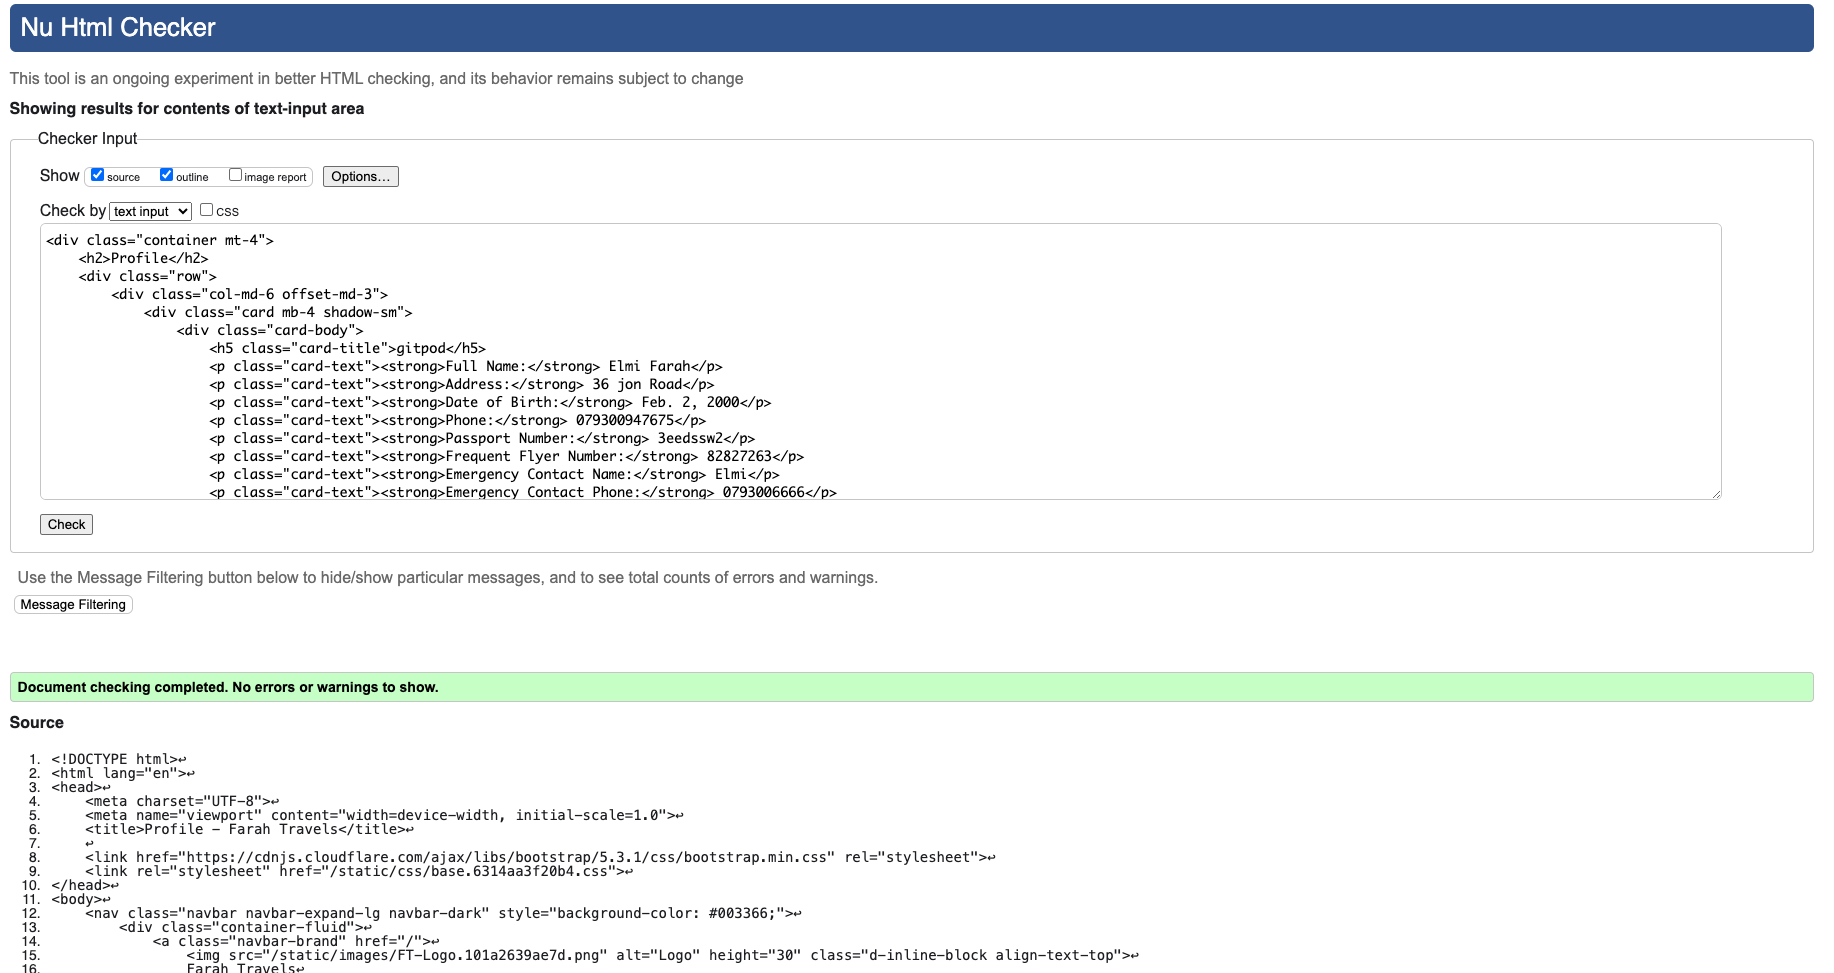 Nu Html Checker
This tool is an ongoing experiment in better HTML checking, and its behavior remains subject to change
Showing results for contents of text-input area
Checker Input
Show source outline image report Options...
Check by text input CSS
<div class="container mt-4">
<h2>Profile</h2>
<div class="row">
<div class="col-md-6 offset-md-3">
<div class="card mb-4 shadow-sm">
<div class="card-body">
<h5 class="card-title">gitpod</h5>
<p class="card-text"><strong>Full Name:</strong> Elmi Farah</p>
<p class="card-text"><strong>Address:</strong> 36 jon Road</p>
<p class="card-text"><strong>Date of Birth:</strong> Feb. 2, 2000</p>
<p class="card-text"><strong>Phone:</strong> 079300947675</p>
<p class="card-text"><strong>Passport Number:</strong> 3eedssw2</p>
<p class="card-text"><strong>Frequent Flyer Number:</strong> 82827263</p>
<p class="card-text"><strong>Emergency Contact Name:</strong> Elmi</p>
<p class="card-text"><strong>Emergency Contact Phone:</strong> 0793006666</p>
Check
Use the Message Filtering button below to hide/show particular messages, and to see total counts of errors and warnings.
Message Filtering
Document checking completed. No errors or warnings to show.
Source
1. <!DOCTYPE html>↩
2. <html lang="en">↩
3. <head>↩
4. <meta charset="UTF-8">↩
5. <meta name="viewport" content="width=device-width, initial-scale=1.0">↩
6. <title>Profile - Farah Travels</title>↩
7. ↩
8. <link href="https://cdnjs.cloudflare.com/ajax/libs/bootstrap/5.3.1/css/bootstrap.min.css" rel="stylesheet">↩
9. <link rel="stylesheet" href="/static/css/base.6314aa3f20b4.css">↩
10. </head>↩
11. <body>↩
12. <nav class="navbar navbar-expand-lg navbar-dark" style="background-color: #003366;">↩
13. <div class="container-fluid">↩
14. <a class="navbar-brand" href="/">↩
15. <img src="/static/images/FT-Logo.101a2639ae7d.png" alt="Logo" height="30" class="d-inline-block align-text-top">↩
16. Farah Travels↩